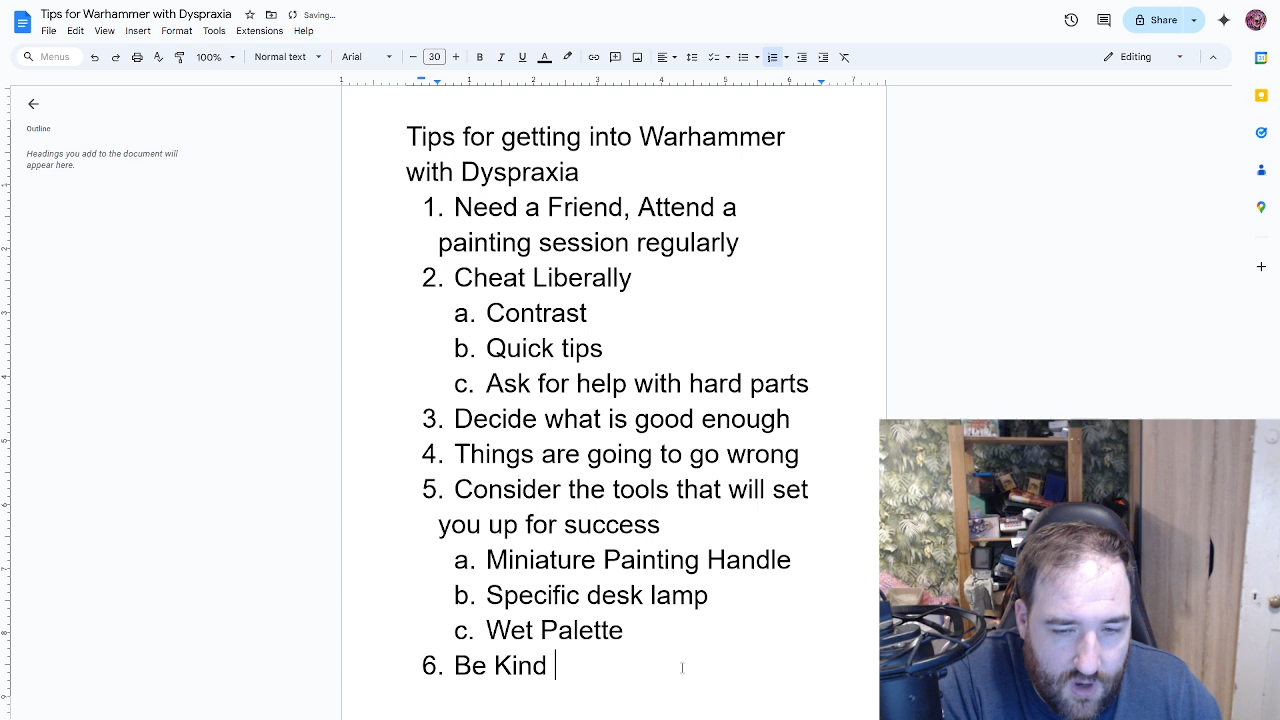 Tips for Warhammer with Dyspraxia
Saving...
File Edit View Insert Format Tools Extensions Help
Share
Menus
100%
Normal text
Arial
30
Editing
Outline
Headings you add to the document will
appear here.
Tips for getting into Warhammer
with Dyspraxia
1. Need a Friend, Attend a
painting session regularly
2. Cheat Liberally
a. Contrast
b. Quick tips
c. Ask for help with hard parts
3. Decide what is good enough
4. Things are going to go wrong
5. Consider the tools that will set
you up for success
a. Miniature Painting Handle
b. Specific desk lamp
c. Wet Palette
6. Be Kind